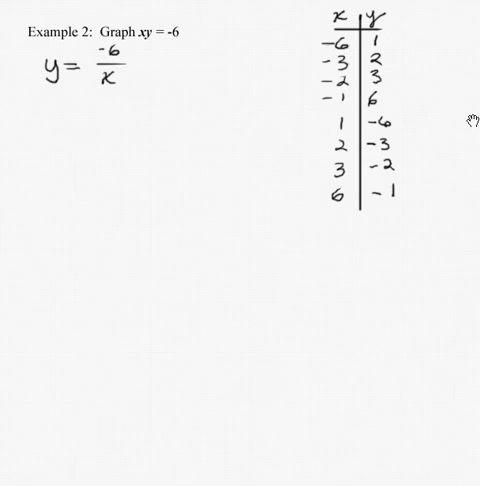 Example 2: Graph xy = -6
y = -6/x
x y
-6 1
-3 2
-2 3
-1 6
1 -6
2 -3
3 -2
6 -1